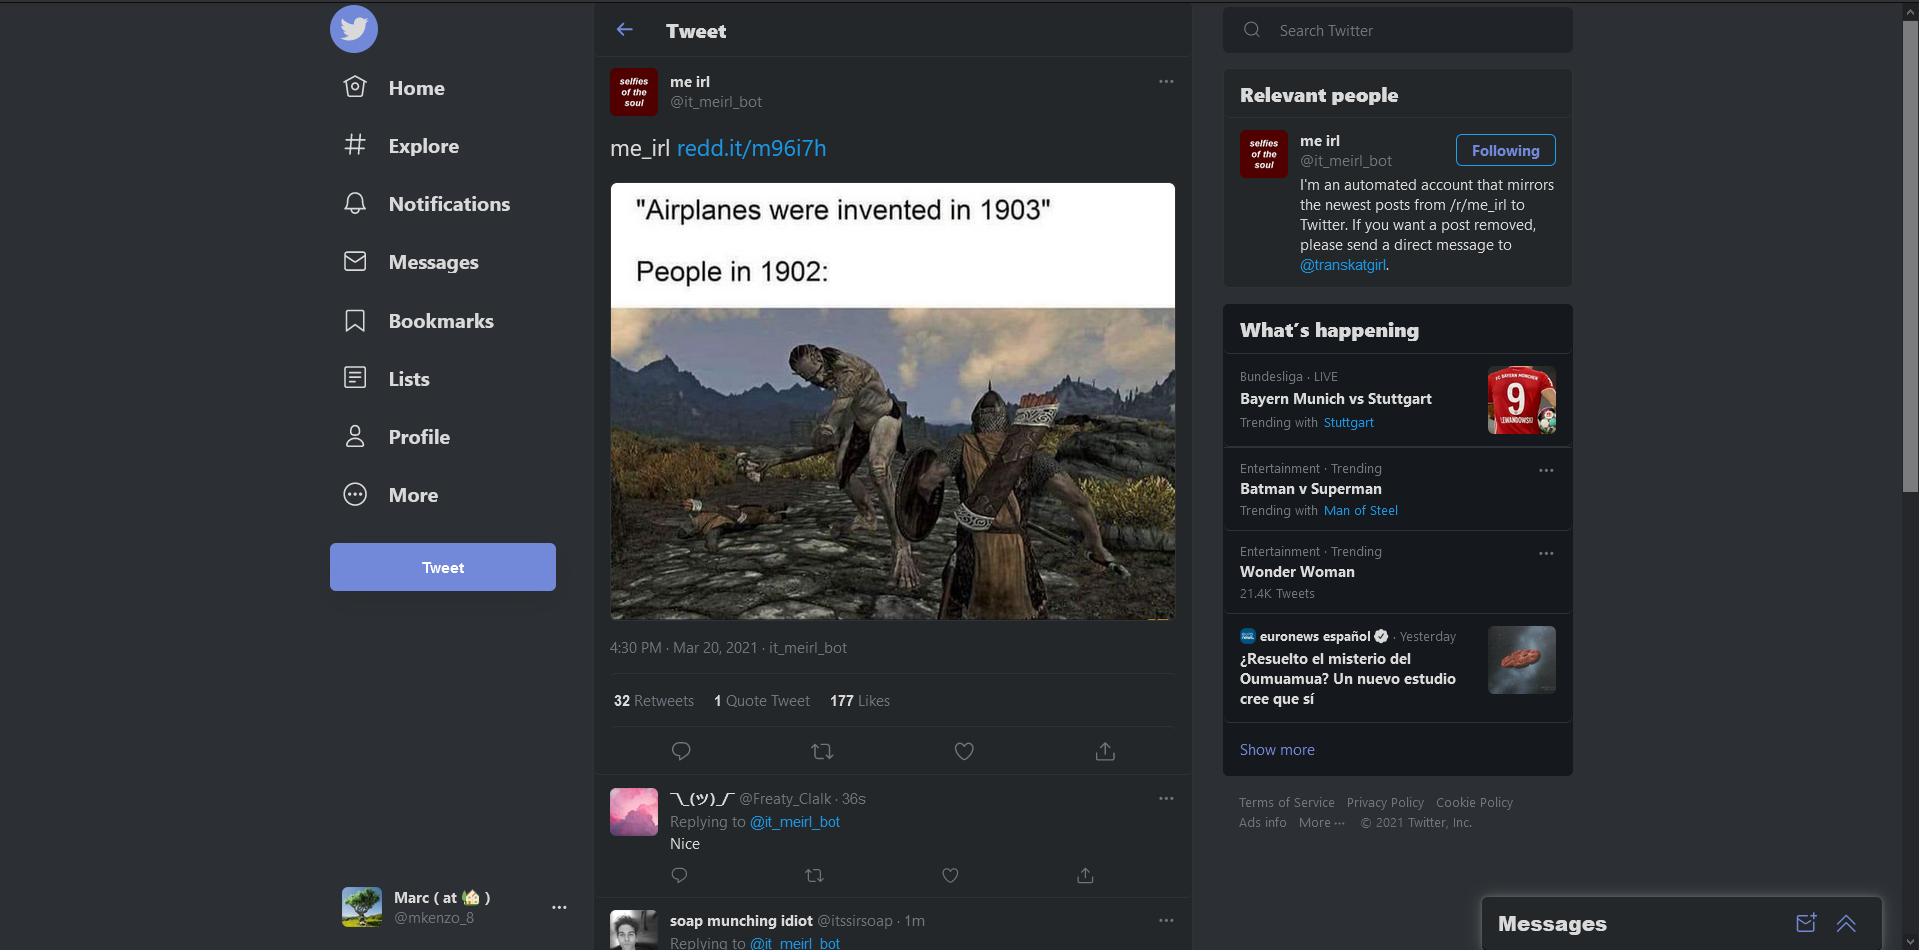 Home
Explore
Notifications
Messages
Bookmarks
Lists
Profile
More
Tweet
Marc ( at 🏡 )
@mkenzo_8
Tweet
selfies
of the
soul
me irl
@it_meirl_bot
me_irl redd.it/m96i7h
"Airplanes were invented in 1903"
People in 1902:
4:30 PM · Mar 20, 2021 · it_meirl_bot
32 Retweets 1 Quote Tweet 177 Likes
¯\_(ツ)_/¯ @Freaty_Clalk · 36s
Replying to @it_meirl_bot
Nice
soap munching idiot @itssirsoap · 1m
Replying to @it_meirl_bot
Search Twitter
Relevant people
selfies
of the
soul
me irl
@it_meirl_bot
Following
I'm an automated account that mirrors
the newest posts from /r/me_irl to
Twitter. If you want a post removed,
please send a direct message to
@transkatgirl.
What's happening
Bundesliga · LIVE
Bayern Munich vs Stuttgart
Trending with Stuttgart
FC BAYERN MÜNCHEN
9
LEWANDOWSKI
Entertainment · Trending
Batman v Superman
Trending with Man of Steel
Entertainment · Trending
Wonder Woman
21.4K Tweets
euronews español · Yesterday
¿Resuelto el misterio del
Oumuamua? Un nuevo estudio
cree que sí
Show more
Terms of Service Privacy Policy Cookie Policy
Ads info More ··· © 2021 Twitter, Inc.
Messages